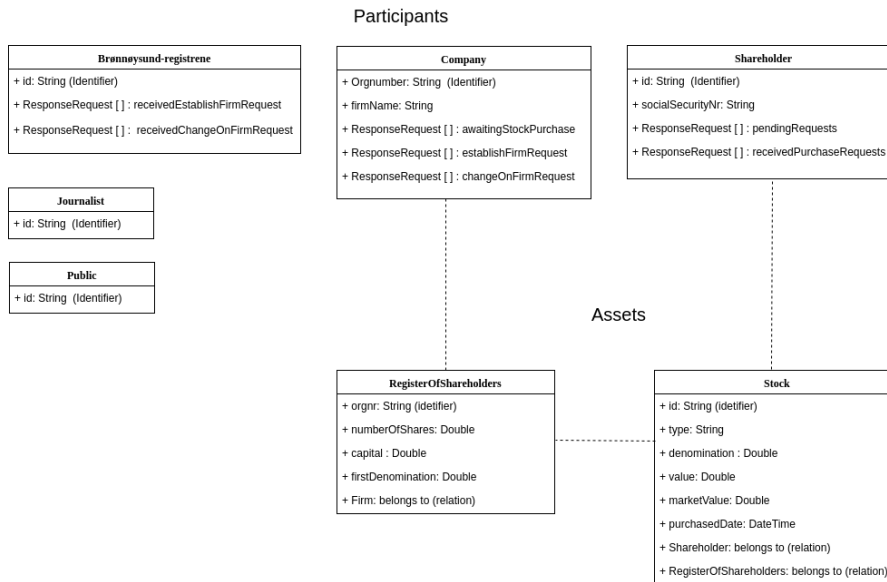 Participants
Brønnøysund-registrene
+ id: String (Identifier)
+ ResponseRequest [ ] : receivedEstablishFirmRequest
+ ResponseRequest [ ] : receivedChangeOnFirmRequest
Company
+ Orgnumber: String (Identifier)
+ firmName: String
+ ResponseRequest [ ] : awaitingStockPurchase
+ ResponseRequest [ ] : establishFirmRequest
+ ResponseRequest [ ] : changeOnFirmRequest
Shareholder
+ id: String (Identifier)
+ socialSecurityNr: String
+ ResponseRequest [ ] : pendingRequests
+ ResponseRequest [ ] : receivedPurchaseRequests
Journalist
+ id: String (Identifier)
Public
+ id: String (Identifier)
Assets
RegisterOfShareholders
+ orgnr: String (idetifier)
+ numberOfShares: Double
+ capital : Double
+ firstDenomination: Double
+ Firm: belongs to (relation)
Stock
+ id: String (idetifier)
+ type: String
+ denomination : Double
+ value: Double
+ marketValue: Double
+ purchasedDate: DateTime
+ Shareholder: belongs to (relation)
+ RegisterOfShareholders: belongs to (relation)